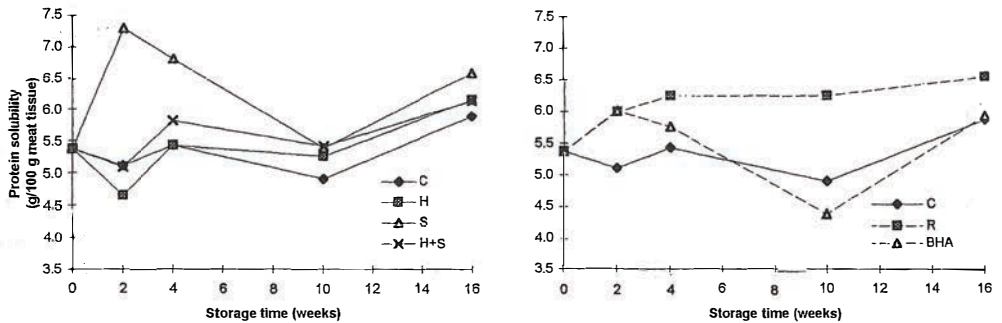 7.5
7.0
6.5
6.0
5.5
5.0
4.5
4.0
3.5
Protein solubility
(g/100 g meat tissue)
0 2 4 6 8 10 12 14 16
Storage time (weeks)
C
H
S
H+S
7.5
7.0
6.5
6.0
5.5
5.0
4.5
4.0
3.5
0 2 4 6 8 10 12 14 16
Storage time (weeks)
C
R
BHA